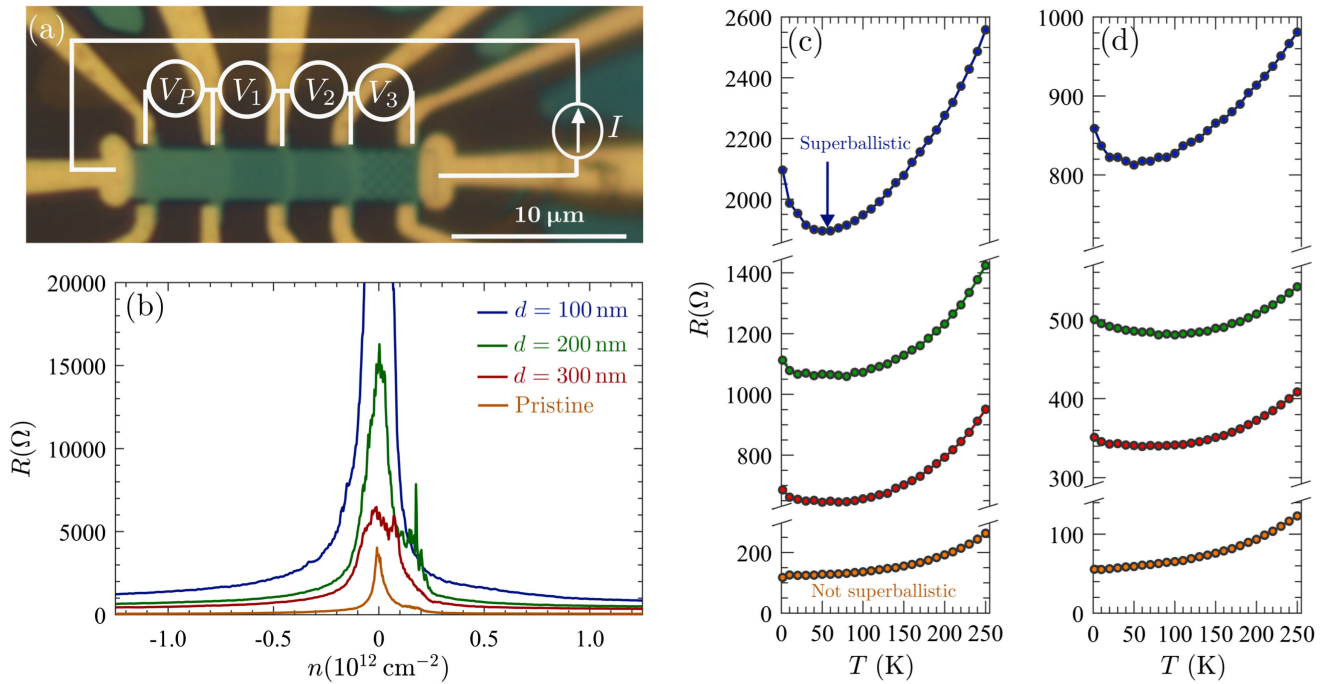 (a)
V_P V_1 V_2 V_3
I
10 μm
(b)
20000
15000
10000
5000
0
R(Ω)
d = 100 nm
d = 200 nm
d = 300 nm
Pristine
-1.0 -0.5 0 0.5 1.0
n(10^12 cm^−2)
(c)
2600
2400
2200
2000
1400
1200
1000
800
600
200
0
R(Ω)
Superballistic
Not superballistic
0 50 100 150 200 250
T (K)
(d)
1000
900
800
500
400
300
100
0
0 50 100 150 200 250
T (K)